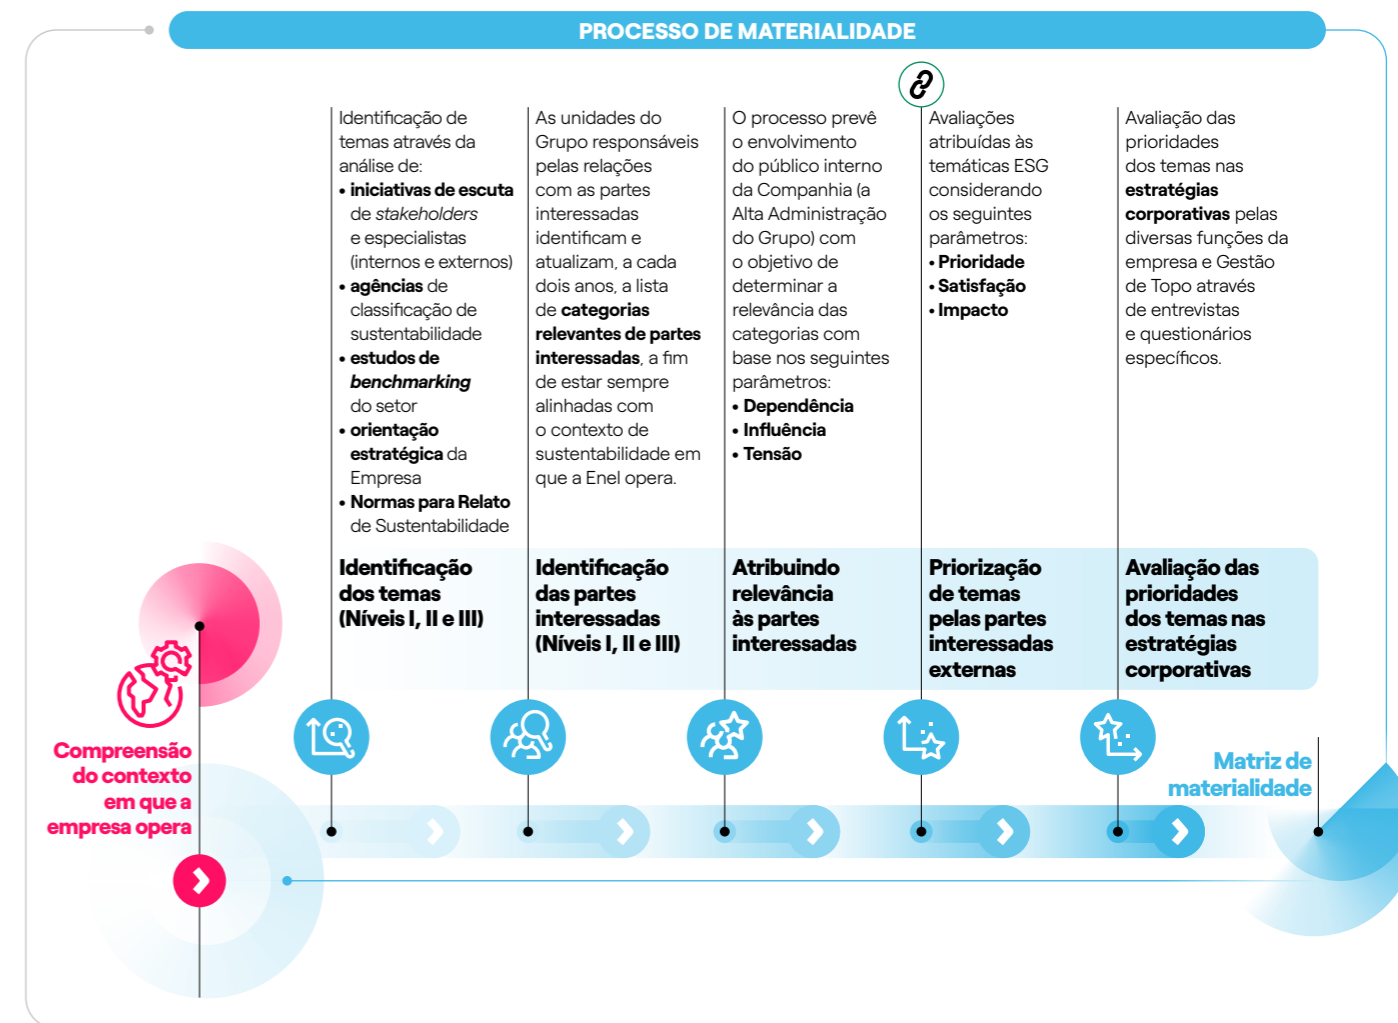 PROCESSO DE MATERIALIDADE
Identificação de
temas através da
análise de:
• iniciativas de escuta
de stakeholders
e especialistas
(internos e externos)
• agências de
classificação de
sustentabilidade
• estudos de
benchmarking
do setor
• orientação
estratégica da
Empresa
• Normas para Relato
de Sustentabilidade
As unidades do
Grupo responsáveis
pelas relações
com as partes
interessadas
identificam e
atualizam, a cada
dois anos, a lista
de categorias
relevantes de partes
interessadas, a fim
de estar sempre
alinhadas com
o contexto de
sustentabilidade em
que a Enel opera.
O processo prevê
o envolvimento
do público interno
da Companhia (a
Alta Administração
do Grupo) com
o objetivo de
determinar a
relevância das
categorias com
base nos seguintes
parâmetros:
• Dependência
• Influência
• Tensão
Avaliações
atribuídas às
temáticas ESG
considerando
os seguintes
parâmetros:
• Prioridade
• Satisfação
• Impacto
Avaliação das
prioridades
dos temas nas
estratégias
corporativas pelas
diversas funções da
empresa e Gestão
de Topo através
de entrevistas
e questionários
específicos.
Identificação
dos temas
(Níveis I, II e III)
Identificação
das partes
interessadas
(Níveis I, II e III)
Atribuindo
relevância
às partes
interessadas
Priorização
de temas
pelas partes
interessadas
externas
Avaliação das
prioridades
dos temas nas
estratégias
corporativas
Compreensão
do contexto
em que a
empresa opera
Matriz de
materialidade